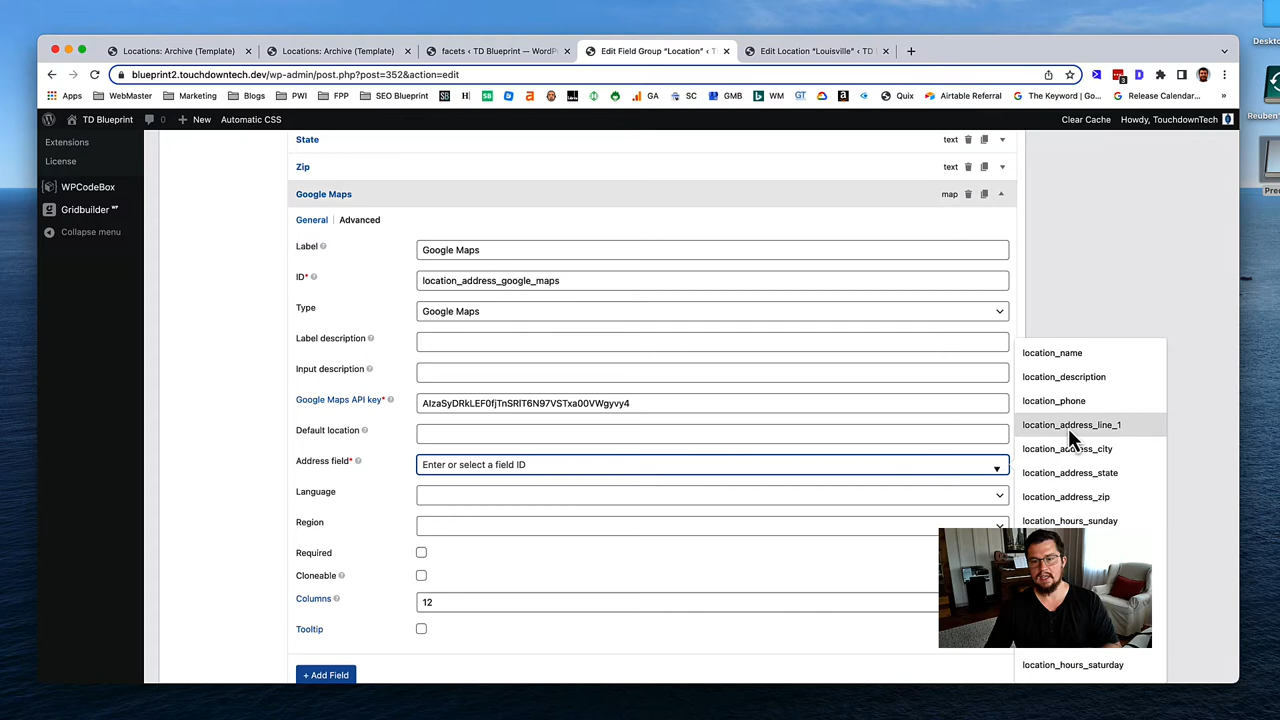 Desktop
Locations: Archive (Template) Locations: Archive (Template) facets ‹ TD Blueprint — WordPr Edit Field Group “Location” ‹ T Edit Location “Louisville” ‹ TD
blueprint2.touchdowntech.dev/wp-admin/post.php?post=352&action=edit
Apps WebMaster Marketing Blogs PWI FPP SEO Blueprint GA SC GMB WM Quix Airtable Referral The Keyword | Go... Release Calendar... »
TD Blueprint 0 New Automatic CSS Clear Cache Howdy, TouchdownTech
Reuben'
Extensions
License
WPCodeBox
Gridbuilder
Collapse menu
State text
Zip text
Google Maps map
General | Advanced
Label Google Maps
ID* location_address_google_maps
Type Google Maps
Label description
Input description
Google Maps API key* AIzaSyDRkLEF0fjTnSRlT6N97VSTxa00VWgyvy4
Default location
Address field* Enter or select a field ID
Language
Region
Required
Cloneable
Columns 12
Tooltip
+ Add Field
location_name
location_description
location_phone
location_address_line_1
location_address_city
location_address_state
location_address_zip
location_hours_sunday
location_hours_saturday